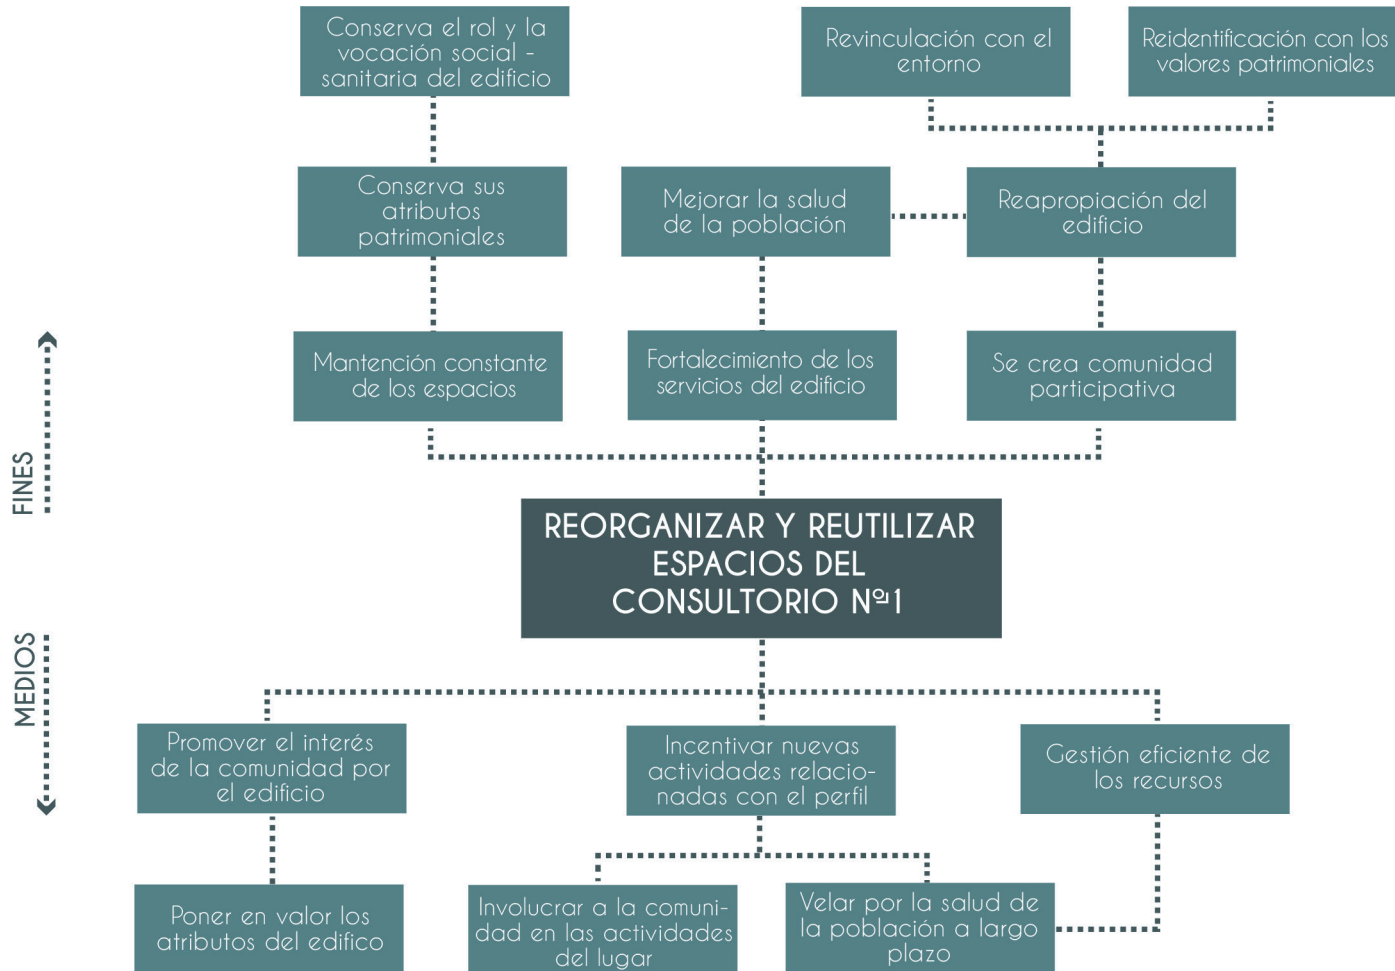 Conserva el rol y la
vocación social -
sanitaria del edificio
Revinculación con el
entorno
Reidentificación con los
valores patrimoniales
Conserva sus
atributos
patrimoniales
Mejorar la salud
de la población
Reapropiación del
edificio
Mantención constante
de los espacios
Fortalecimiento de los
servicios del edificio
Se crea comunidad
participativa
FINES
REORGANIZAR Y REUTILIZAR
ESPACIOS DEL
CONSULTORIO Nº1
MEDIOS
Promover el interés
de la comunidad por
el edificio
Incentivar nuevas
actividades relacio-
nadas con el perfil
Gestión eficiente de
los recursos
Poner en valor los
atributos del edifico
Involucrar a la comuni-
dad en las actividades
del lugar
Velar por la salud de
la población a largo
plazo